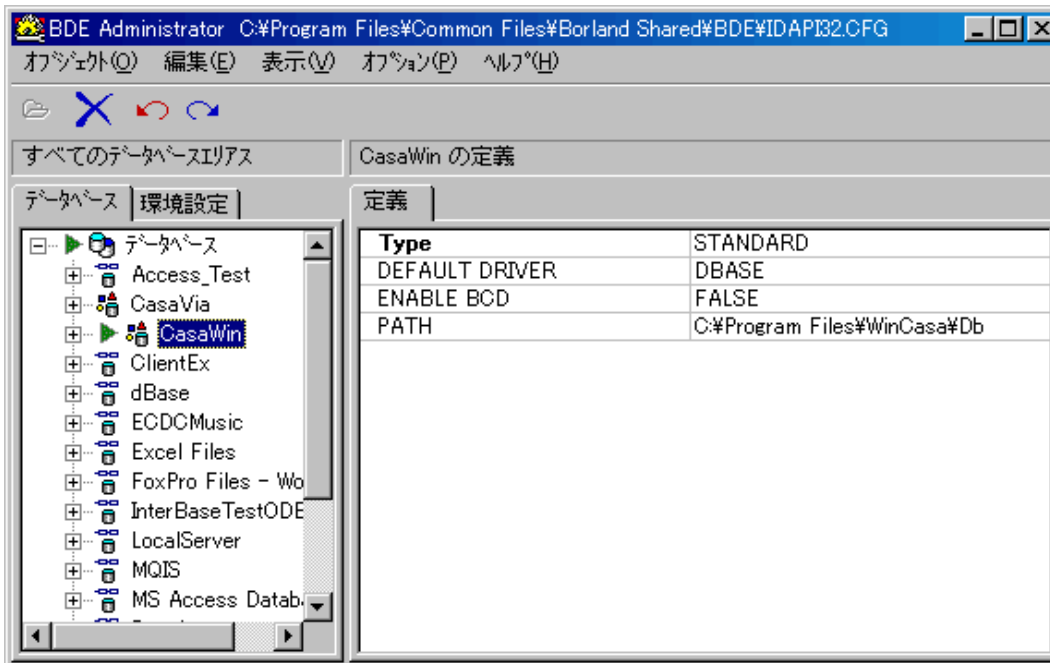 BDE Administrator C:¥Program Files¥Common Files¥Borland Shared¥BDE¥IDAPI32.CFG
オブジェクト(O) 編集(E) 表示(V) オプション(P) ヘルプ(H)
すべてのデータベースエリアス
CasaWin の定義
データベース 環境設定
定義
データベース
Access_Test
CasaVia
CasaWin
ClientEx
dBase
ECDCMusic
Excel Files
FoxPro Files - Wo
InterBaseTestODB
LocalServer
MQIS
MS Access Datab
Type STANDARD
DEFAULT DRIVER DBASE
ENABLE BCD FALSE
PATH C:¥Program Files¥WinCasa¥Db